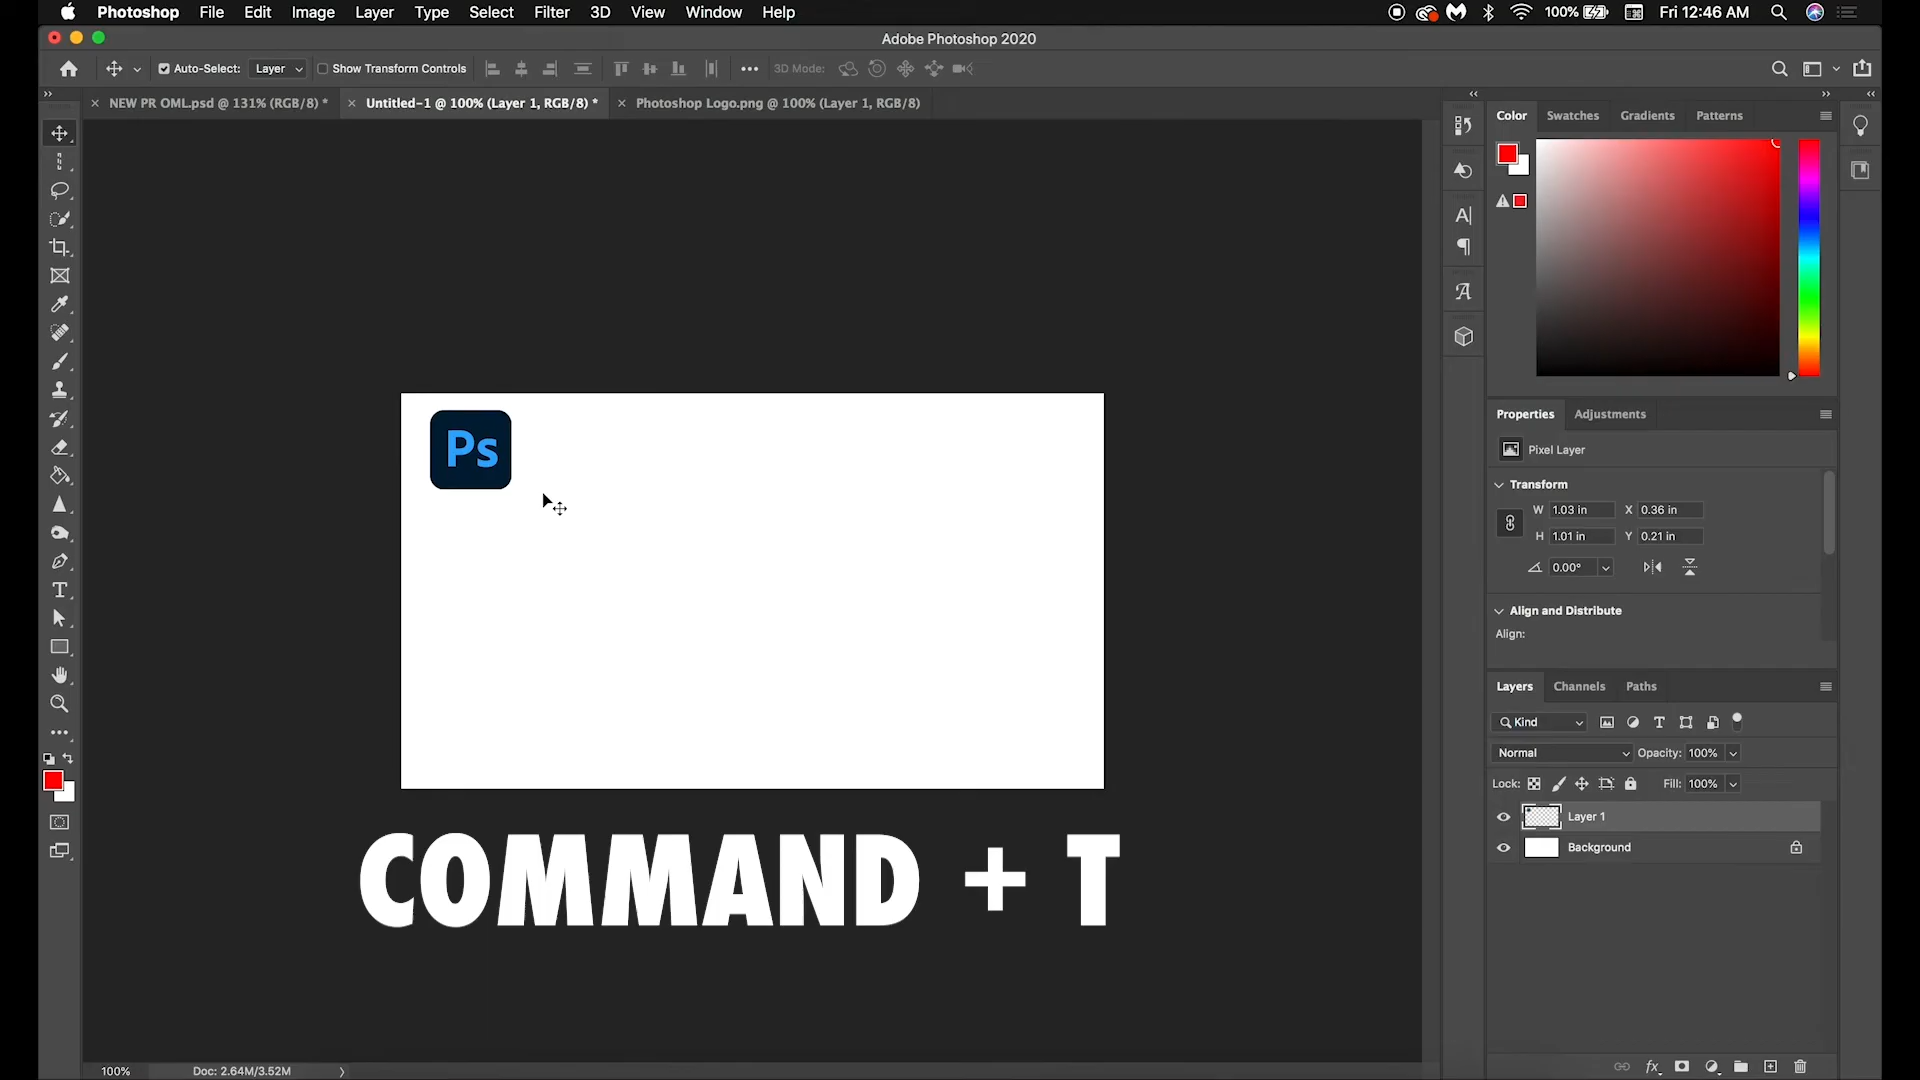 Photoshop File Edit Image Layer Type Select Filter 3D View Window Help 100% Fri 12:46 AM
Adobe Photoshop 2020
Auto-Select: Layer Show Transform Controls 3D Mode:
NEW PR OML.psd @ 131% (RGB/8) * Untitled-1 @ 100% (Layer 1, RGB/8) * Photoshop Logo.png @ 100% (Layer 1, RGB/8)
Color Swatches Gradients Patterns
Ps
Properties Adjustments
Pixel Layer
Transform
W 1.03 in X 0.36 in
H 1.01 in Y 0.21 in
0.00°
Align and Distribute
Align:
Layers Channels Paths
Kind
Normal Opacity: 100%
Lock: Fill: 100%
Layer 1
Background
COMMAND + T
100% Doc: 2.64M/3.52M